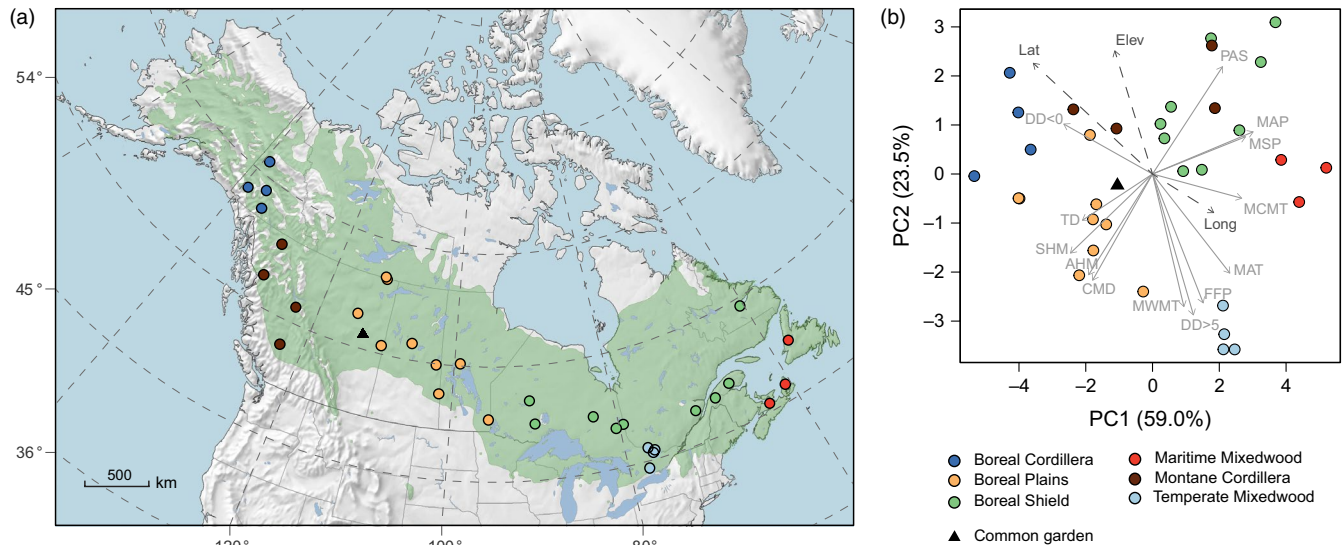 (a)
54°
45°
36°
500 km
120°
100°
80°
(b)
3
2
1
0
−1
−2
−3
PC2 (23.5%)
Lat
Elev
PAS
DD<0
MAP
MSP
MCMT
Long
TD
SHM
AHM
CMD
MAT
FFP
MWMT
DD>5
−4 −2 0 2 4
PC1 (59.0%)
Boreal Cordillera
Boreal Plains
Boreal Shield
Common garden
Maritime Mixedwood
Montane Cordillera
Temperate Mixedwood